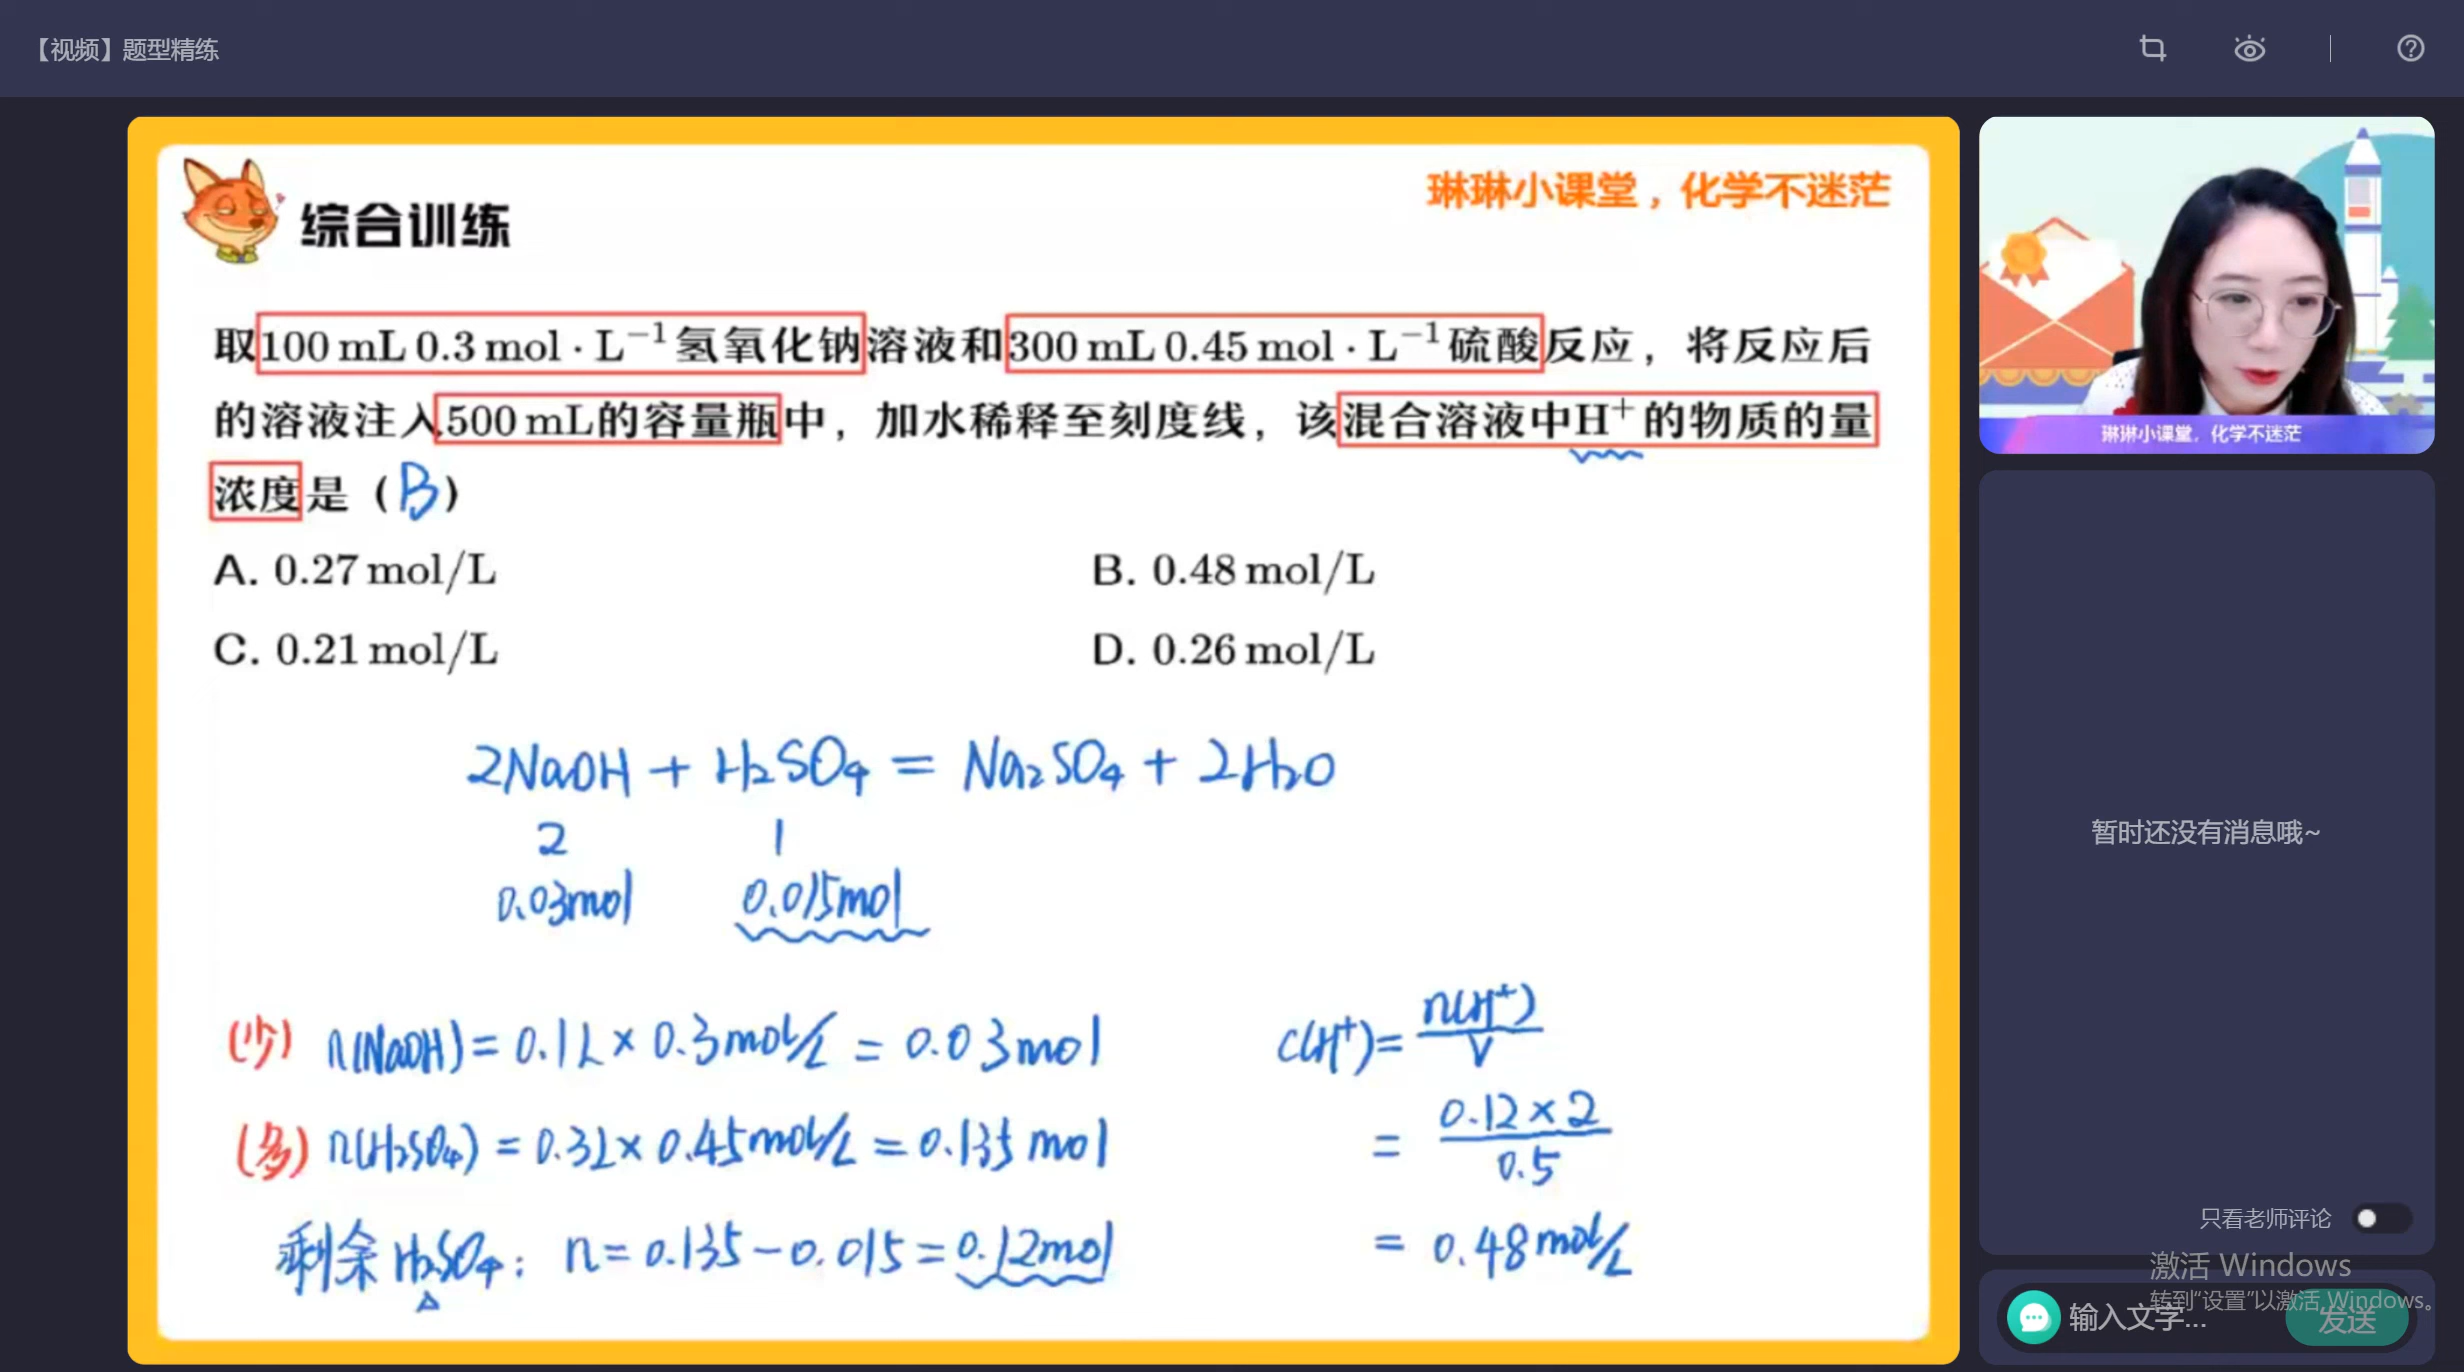 【视频】题型精练
综合训练
琳琳小课堂，化学不迷茫
取100 mL 0.3 mol · L⁻¹氢氧化钠溶液和300 mL 0.45 mol · L⁻¹硫酸反应，将反应后
的溶液注入500 mL的容量瓶中，加水稀释至刻度线，该混合溶液中H⁺的物质的量
浓度是（B）
A. 0.27 mol/L
B. 0.48 mol/L
C. 0.21 mol/L
D. 0.26 mol/L
2NaOH + H₂SO₄ = Na₂SO₄ + 2H₂O
2 1
0.03mol 0.015mol
(少) n(NaOH) = 0.1L × 0.3mol/L = 0.03mol
(多) n(H₂SO₄) = 0.3L × 0.45mol/L = 0.135mol
剩余H₂SO₄: n = 0.135 - 0.015 = 0.12mol
c(H⁺) = n(H⁺)/V
= 0.12 × 2/0.5
= 0.48mol/L
琳琳小课堂，化学不迷茫
暂时还没有消息哦~
只看老师评论
激活 Windows
转到"设置"以激活 Windows。
输入文字...
发送